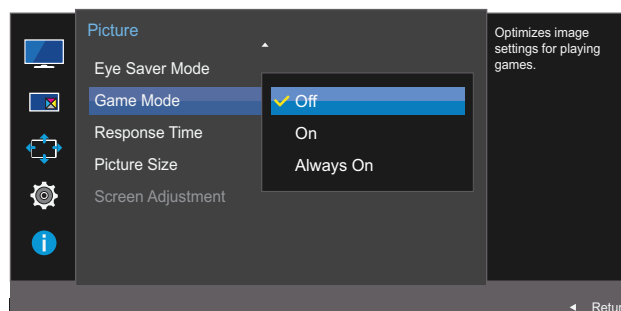 Picture
Eye Saver Mode
Game Mode
Response Time
Picture Size
Screen Adjustment
Off
On
Always On
Optimizes image
settings for playing
games.
Retur